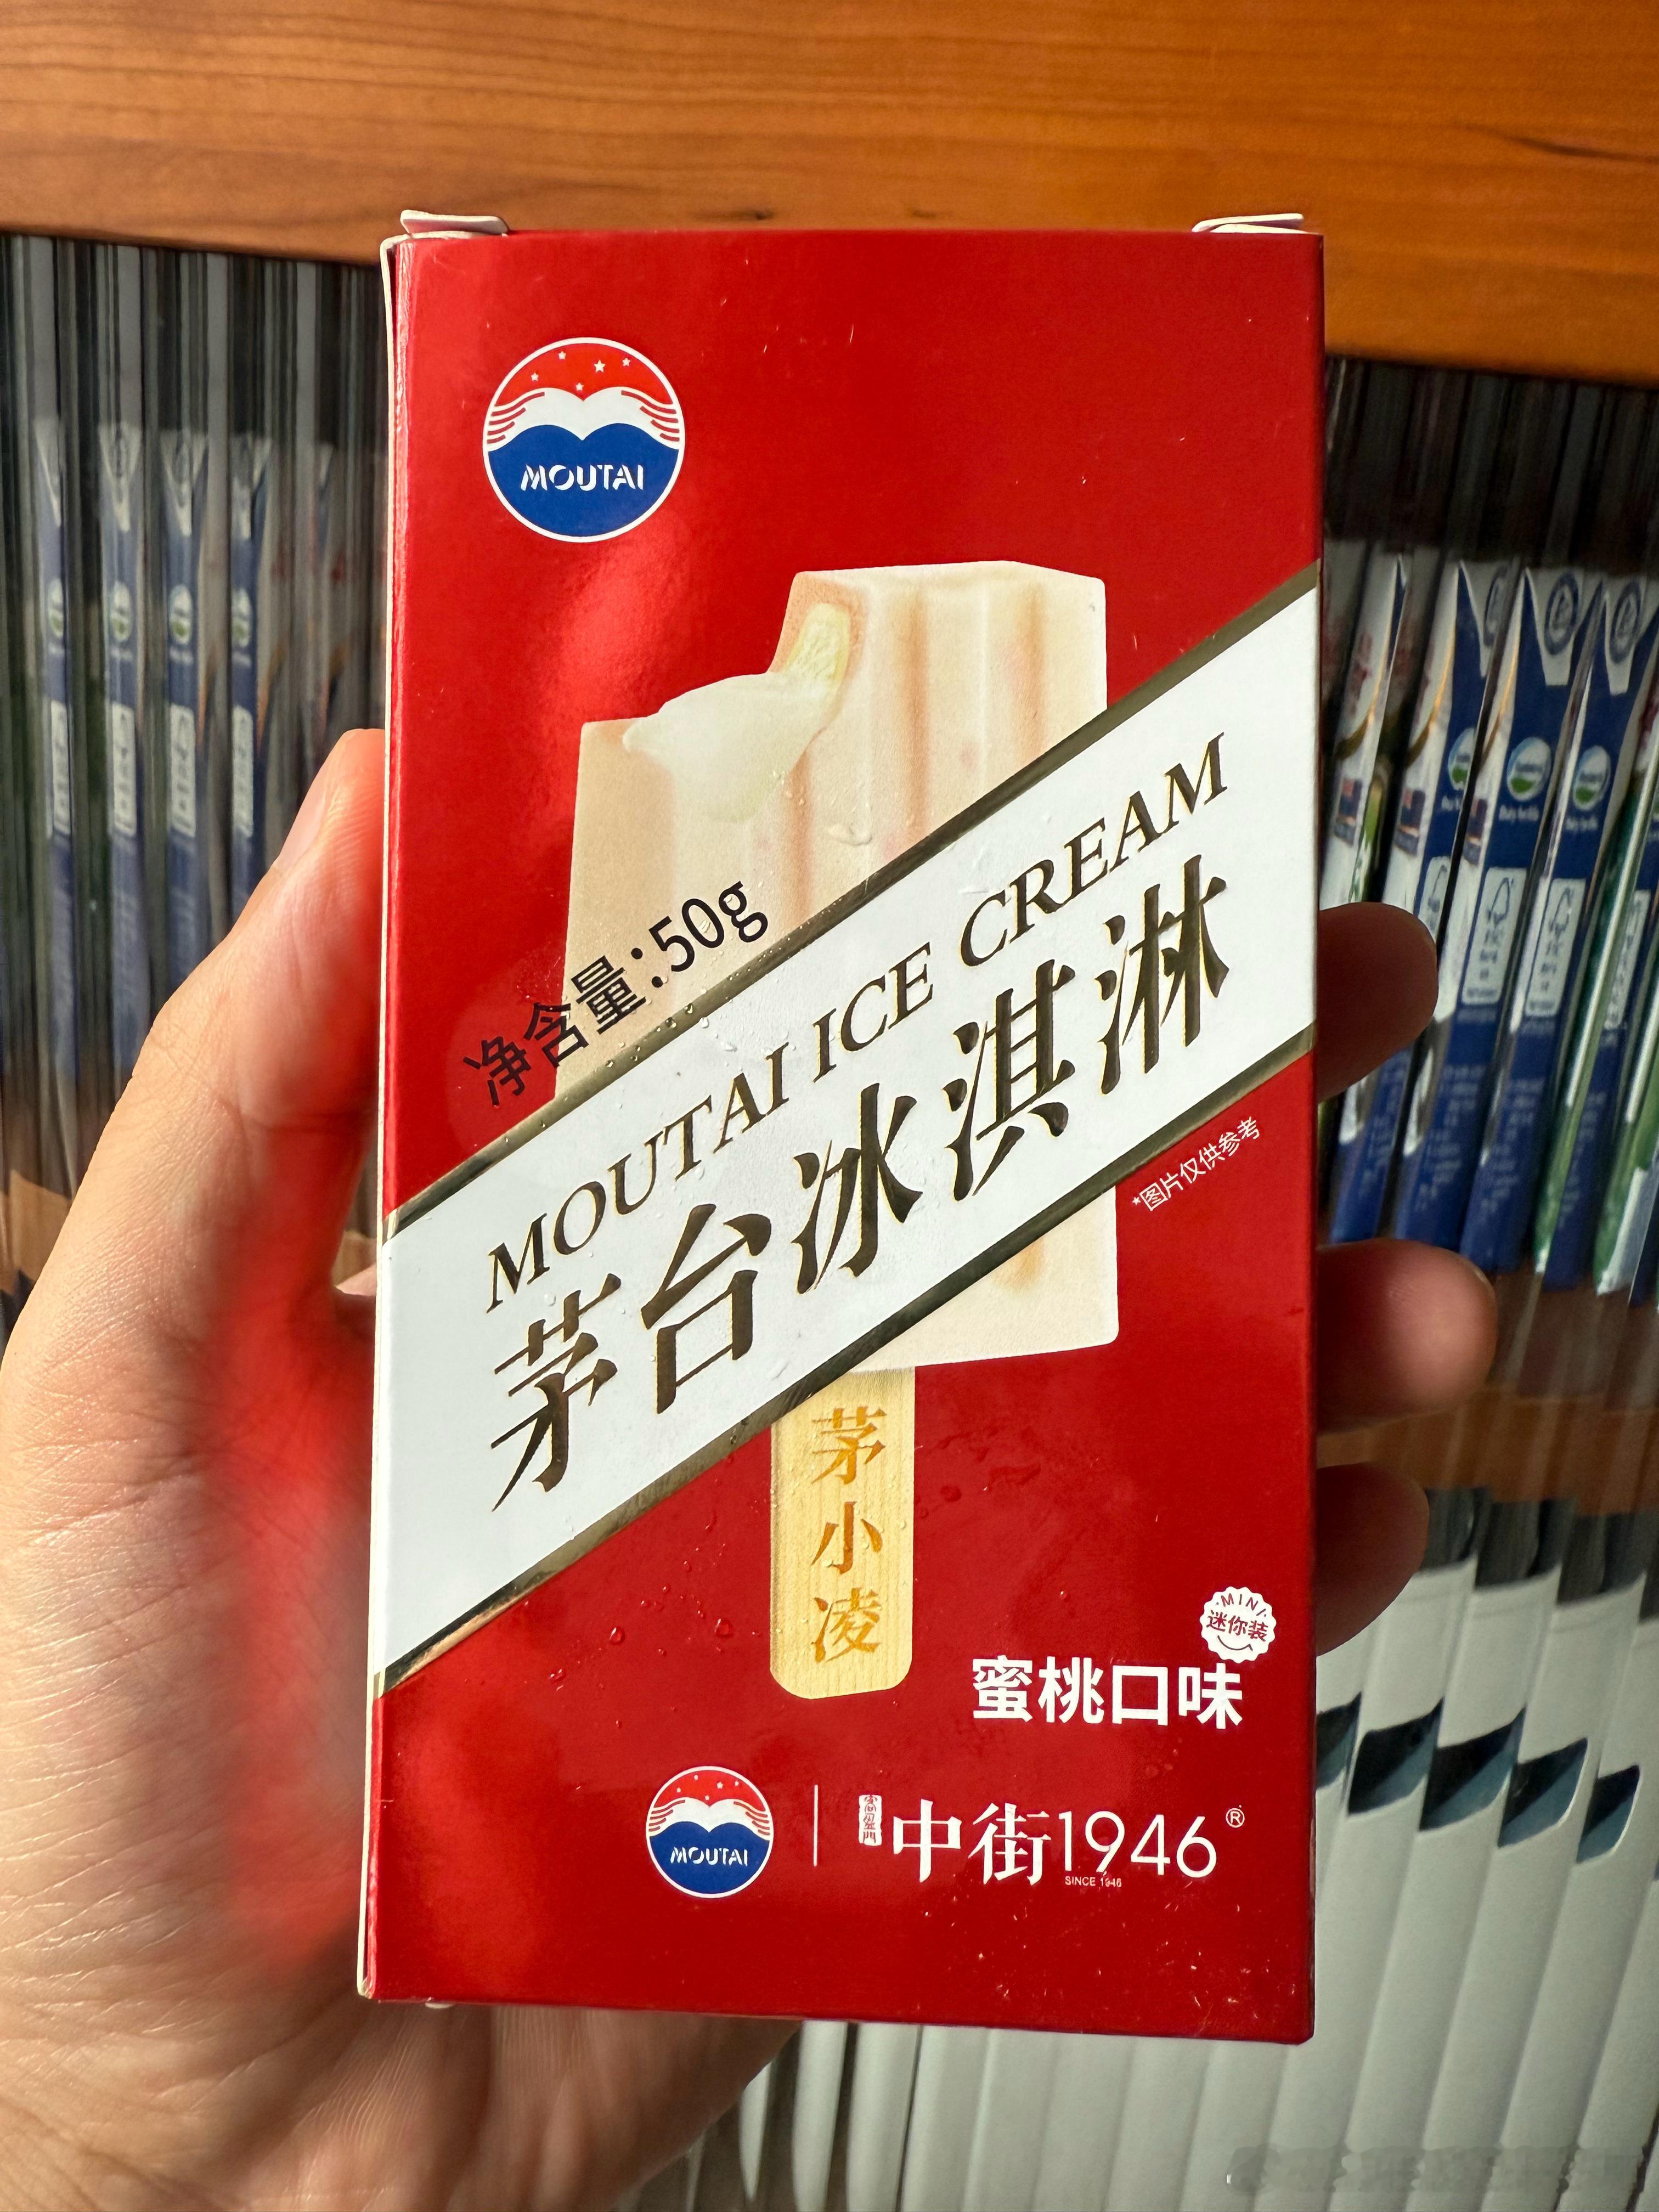 MOUTAI
净含量:50g
MOUTAI ICE CREAM
茅台冰淇淋
*图片仅供参考
茅小凌
MINI
迷你装
蜜桃口味
MOUTAI
中街1946®
SINCE 1946